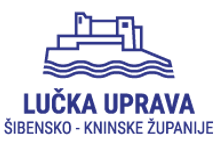 LUČKA UPRAVA
ŠIBENSKO - KNINSKE ŽUPANIJE